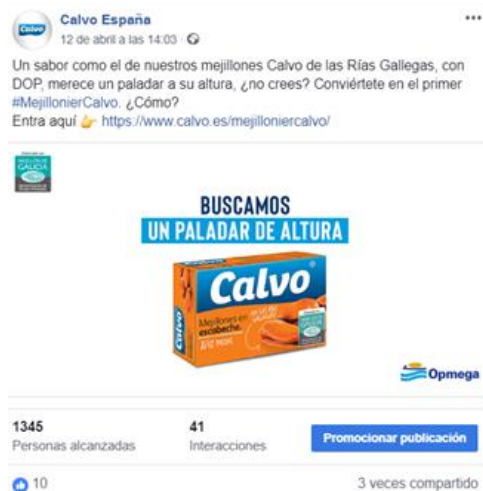 Calvo España
12 de abril a las 14:03
Un sabor como el de nuestros mejillones Calvo de las Rías Gallegas, con
DOP, merece un paladar a su altura, ¿no crees? Conviértete en el primer
#MejillonierCalvo. ¿Cómo?
Entra aquí 👉 https://www.calvo.es/mejilloniercalvo/
GALICIA
BUSCAMOS
UN PALADAR DE ALTURA
Calvo
Calvo
Mejillones en
escabeche
Opmega
1345
Personas alcanzadas
41
Interacciones
Promocionar publicación
10
3 veces compartido